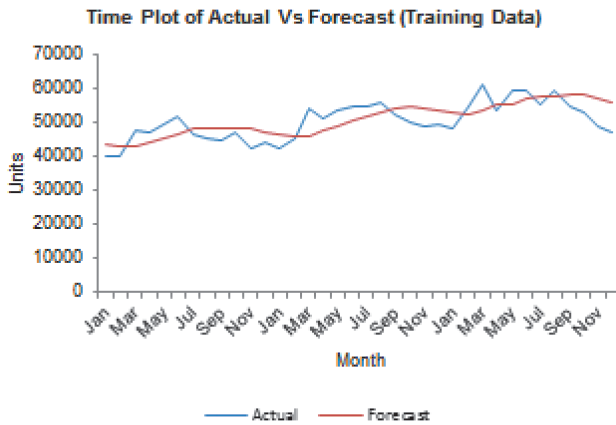 Time Plot of Actual Vs Forecast (Training Data)
70000
60000
50000
40000
30000
20000
10000
0
Units
Jan Mar May Jul Sep Nov Jan Mar May Jul Sep Nov Jan Mar May Jul Sep Nov
Month
Actual Forecast